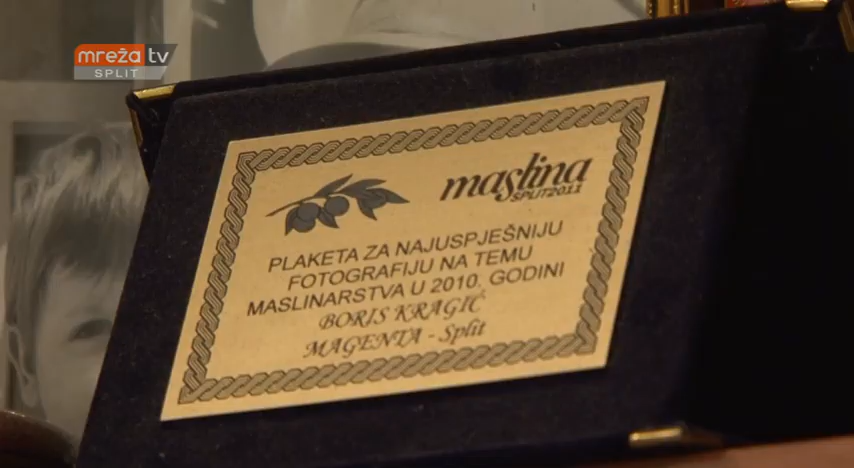 mreža tv
SPLIT
maslina
SPLIT2011
PLAKETA ZA NAJUSPJEŠNIJU
FOTOGRAFIJU NA TEMU
MASLINARSTVA U 2010. GODINI
BORIS KRAGIĆ
MAGENTA - Split